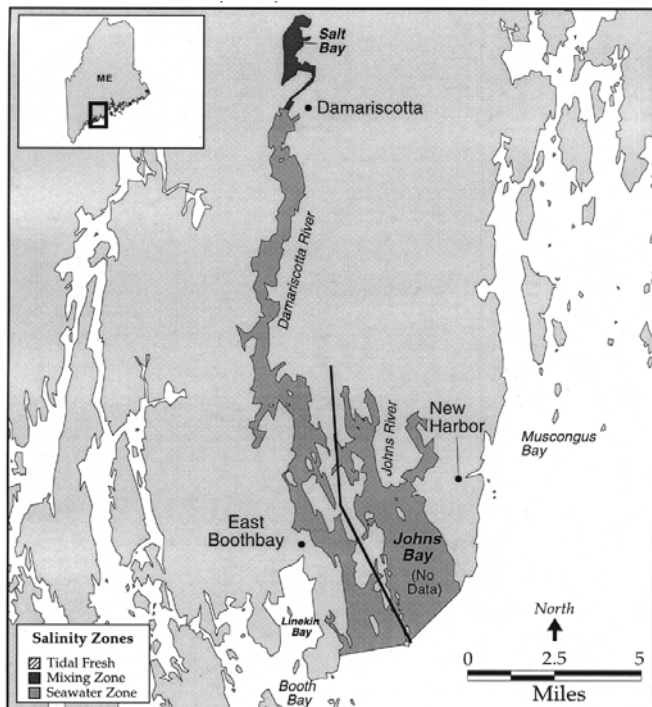 ME
Salt
Bay
Damariscotta
Damariscotta River
Johns River
New
Harbor
Muscongus
Bay
East
Boothbay
Johns
Bay
(No
Data)
Linekin
Bay
Booth
Bay
North
0 2.5 5
Miles
Salinity Zones
Tidal Fresh
Mixing Zone
Seawater Zone